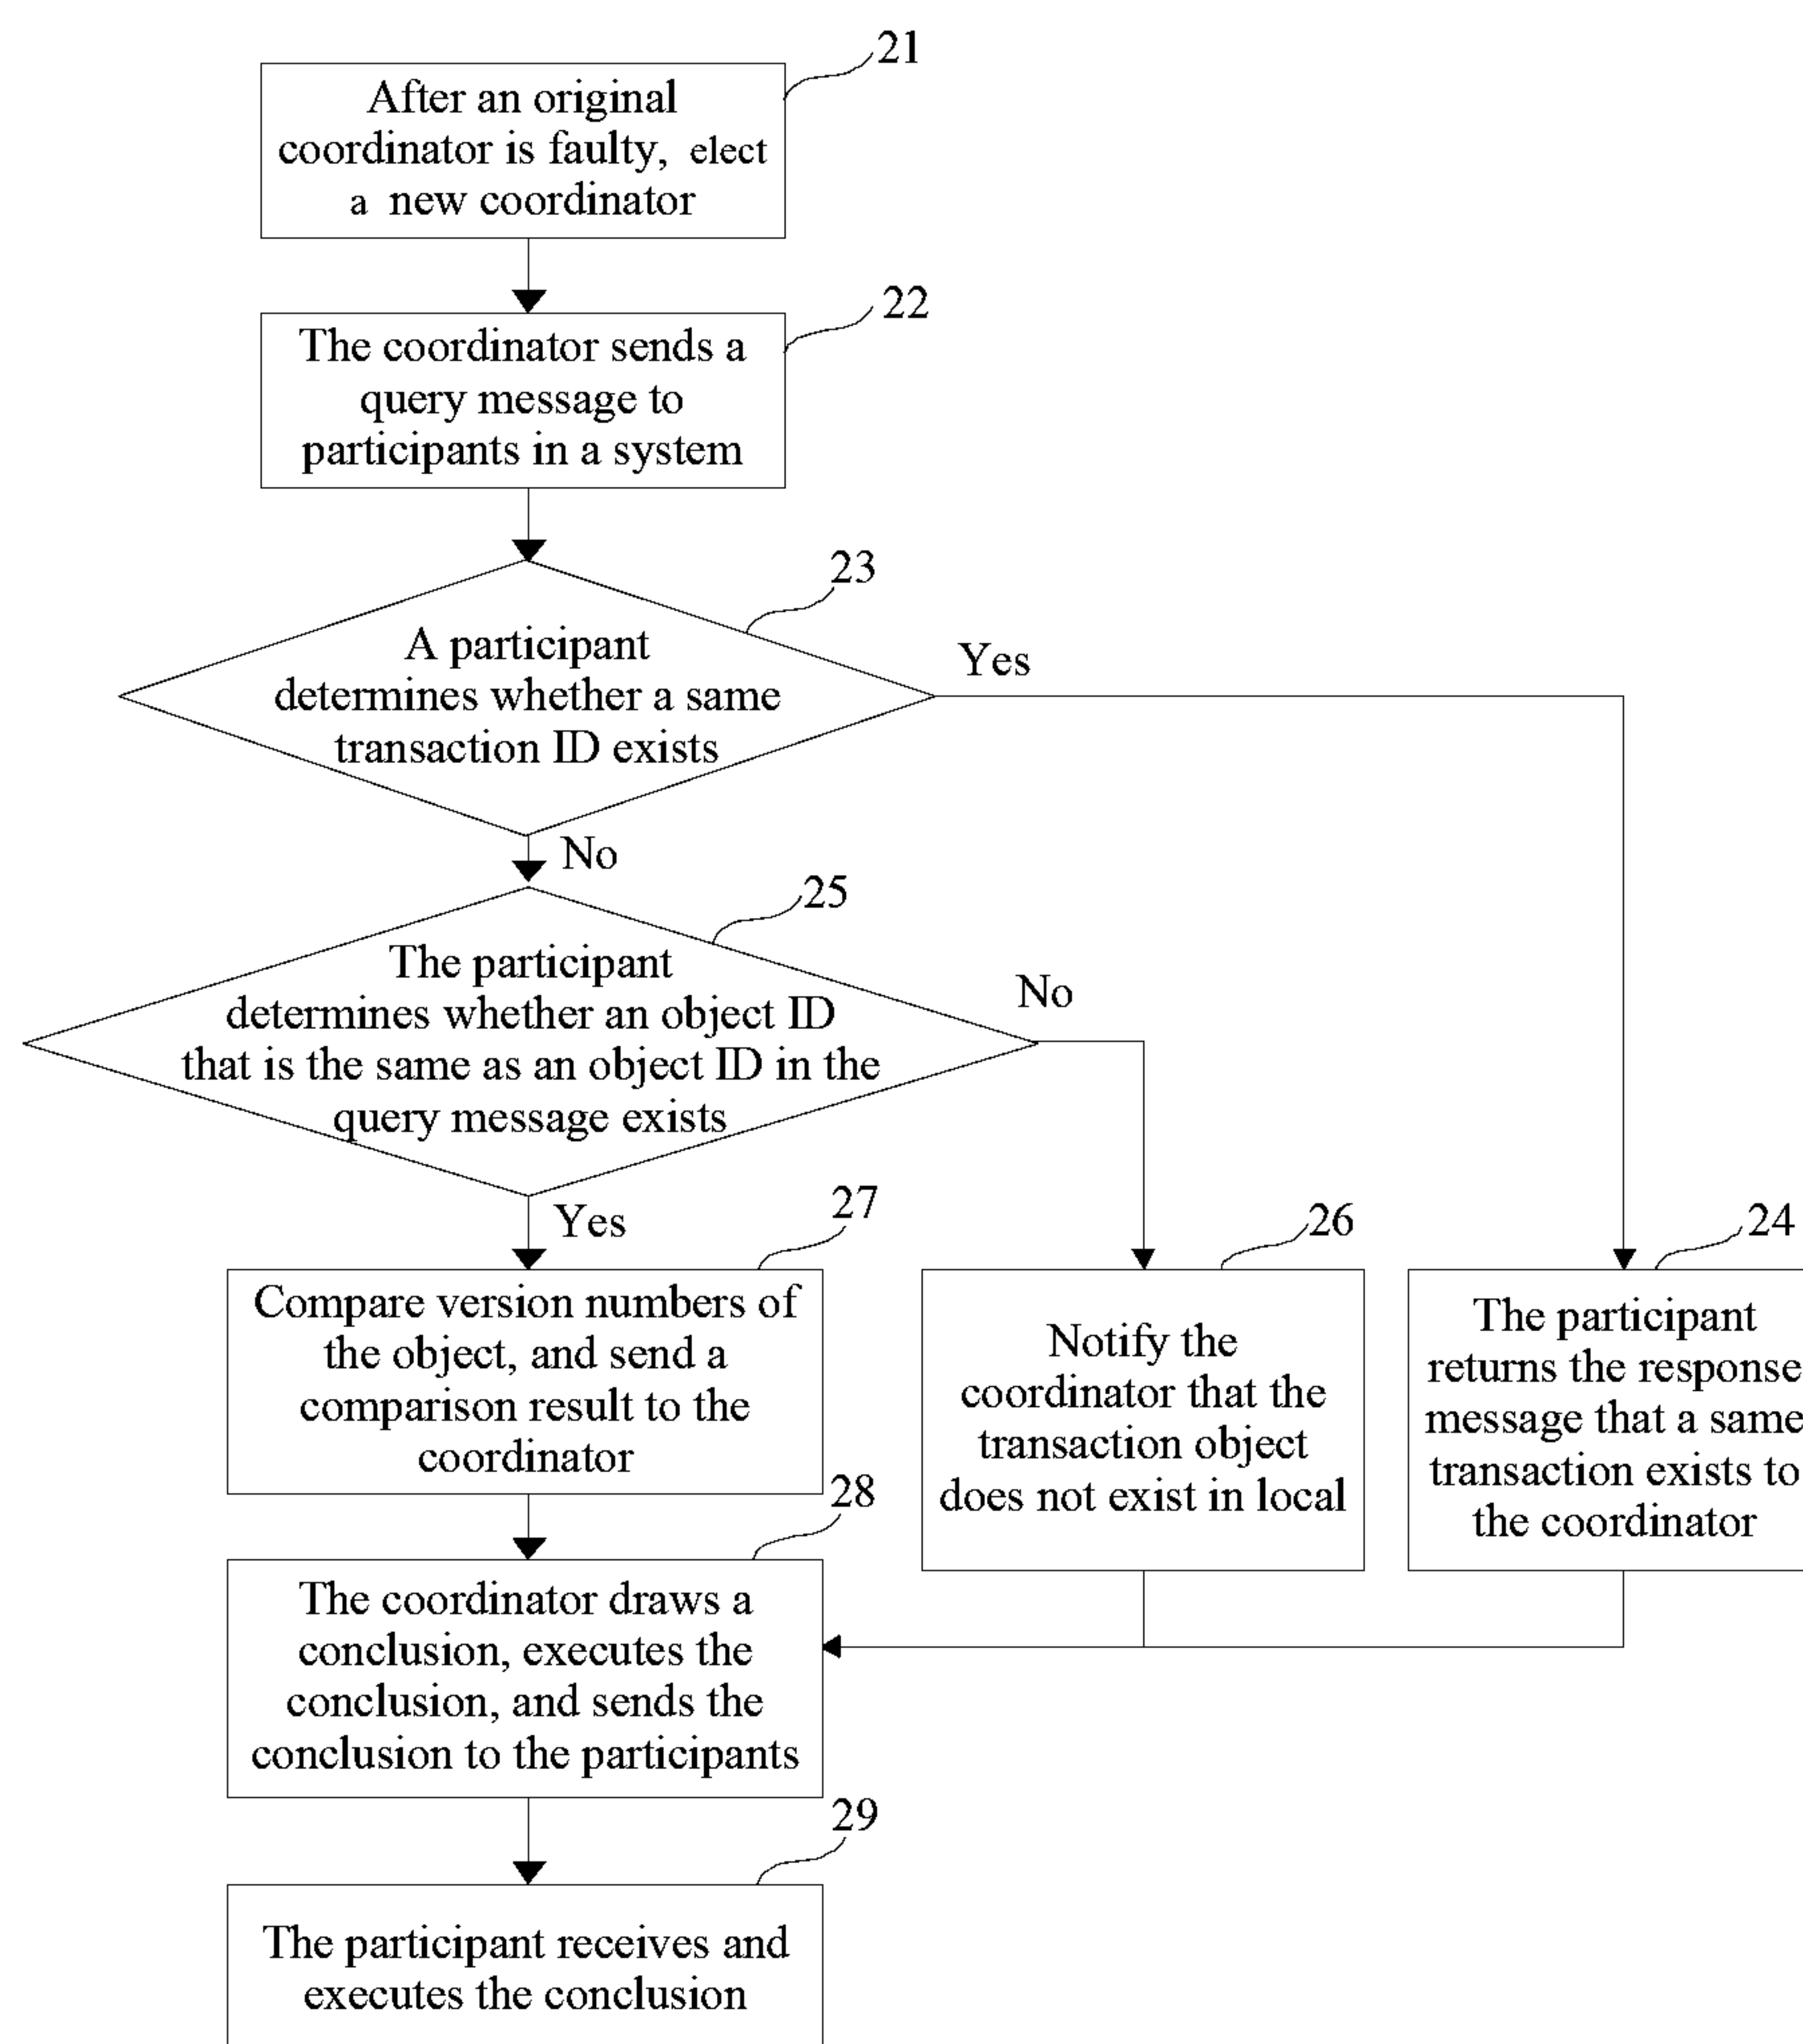 21
After an original
coordinator is faulty, elect
a new coordinator
22
The coordinator sends a
query message to
participants in a system
23
A participant
determines whether a same
transaction ID exists
Yes
No
25
The participant
determines whether an object ID
that is the same as an object ID in the
query message exists
No
Yes
27
Compare version numbers of
the object, and send a
comparison result to the
coordinator
26
Notify the
coordinator that the
transaction object
does not exist in local
24
The participant
returns the response
message that a same
transaction exists to
the coordinator
28
The coordinator draws a
conclusion, executes the
conclusion, and sends the
conclusion to the participants
29
The participant receives and
executes the conclusion